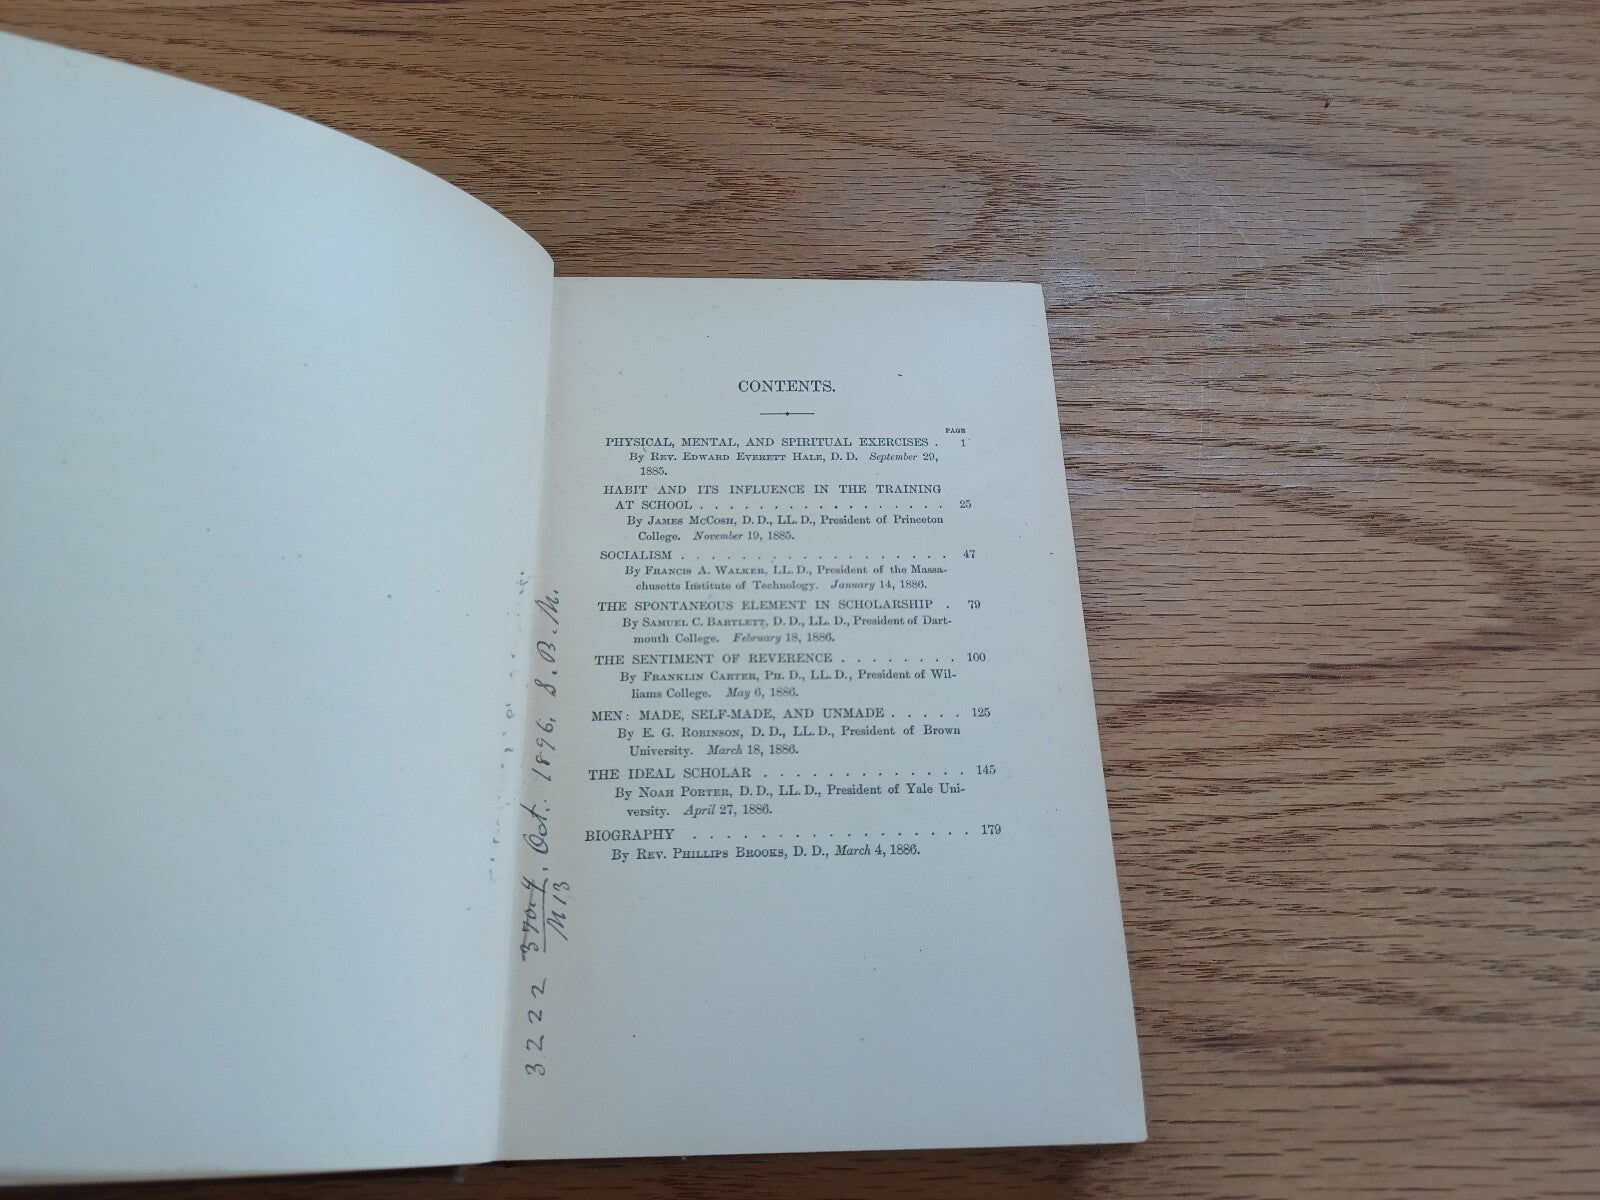 CONTENTS.
PAGE
PHYSICAL, MENTAL, AND SPIRITUAL EXERCISES . 1
By Rev. Edward Everett Hale, D. D. September 29,
1885.
HABIT AND ITS INFLUENCE IN THE TRAINING
AT SCHOOL . . . . . . . . . . . . . . . . . 25
By James McCosh, D. D., LL. D., President of Princeton
College. November 19, 1885.
SOCIALISM . . . . . . . . . . . . . . . . . . 47
By Francis A. Walker, LL. D., President of the Massa-
chusetts Institute of Technology. January 14, 1886.
THE SPONTANEOUS ELEMENT IN SCHOLARSHIP . 79
By Samuel C. Bartlett, D. D., LL. D., President of Dart-
mouth College. February 18, 1886.
THE SENTIMENT OF REVERENCE . . . . . . . . 100
By Franklin Carter, Ph. D., LL. D., President of Wil-
liams College. May 6, 1886.
MEN: MADE, SELF-MADE, AND UNMADE . . . . . 125
By E. G. Robinson, D. D., LL. D., President of Brown
University. March 18, 1886.
THE IDEAL SCHOLAR . . . . . . . . . . . . . 145
By Noah Porter, D. D., LL. D., President of Yale Uni-
versity. April 27, 1886.
BIOGRAPHY . . . . . . . . . . . . . . . . . 179
By Rev. Phillips Brooks, D. D., March 4, 1886.
3222 Oct. 1896. S. B. M.
M13